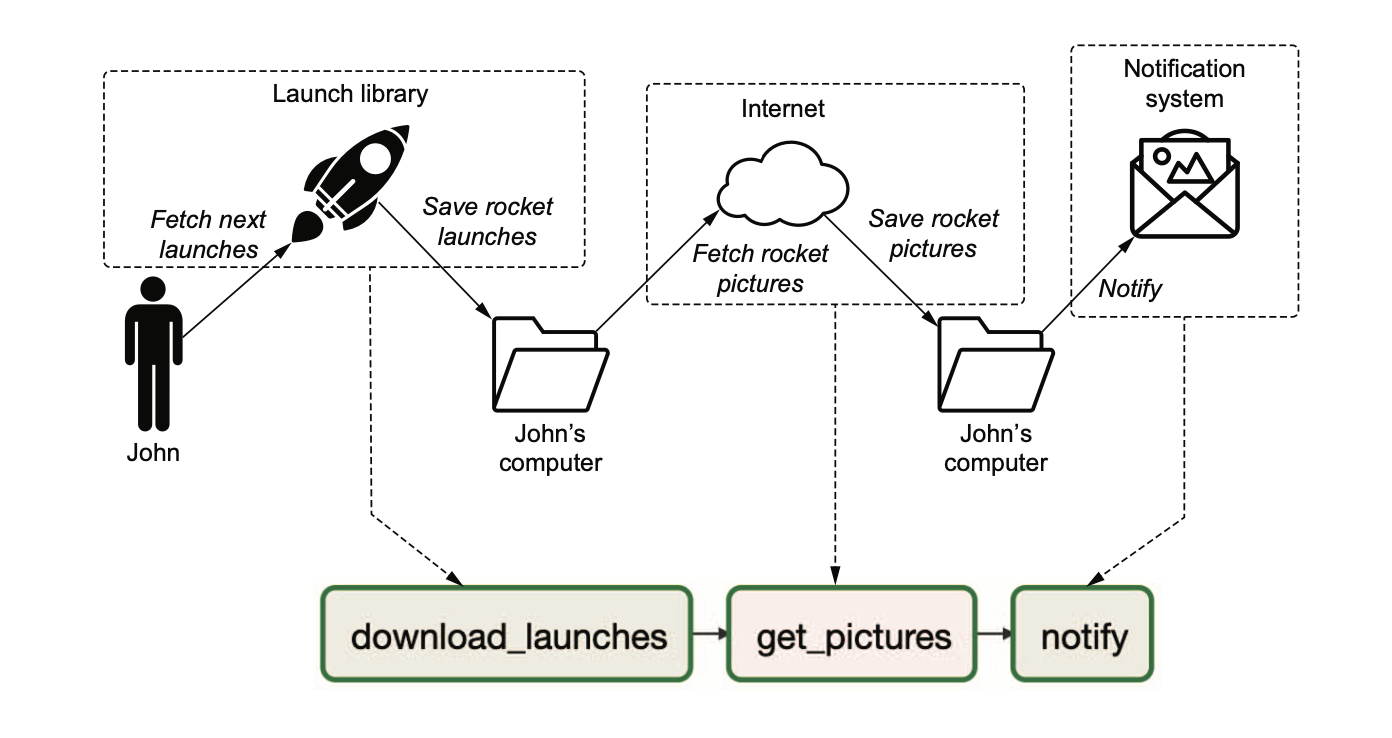 Launch library
Fetch next
launches
Save rocket
launches
John
John's
computer
Internet
Fetch rocket
pictures
Save rocket
pictures
John's
computer
Notification
system
Notify
download_launches
get_pictures
notify